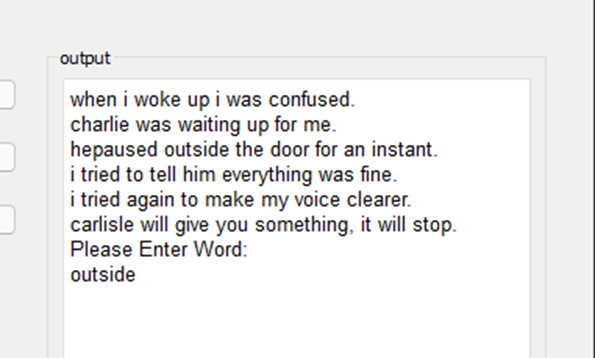 output
when i woke up i was confused.
charlie was waiting up for me.
hepaused outside the door for an instant.
i tried to tell him everything was fine.
i tried again to make my voice clearer.
carlisle will give you something, it will stop.
Please Enter Word:
outside